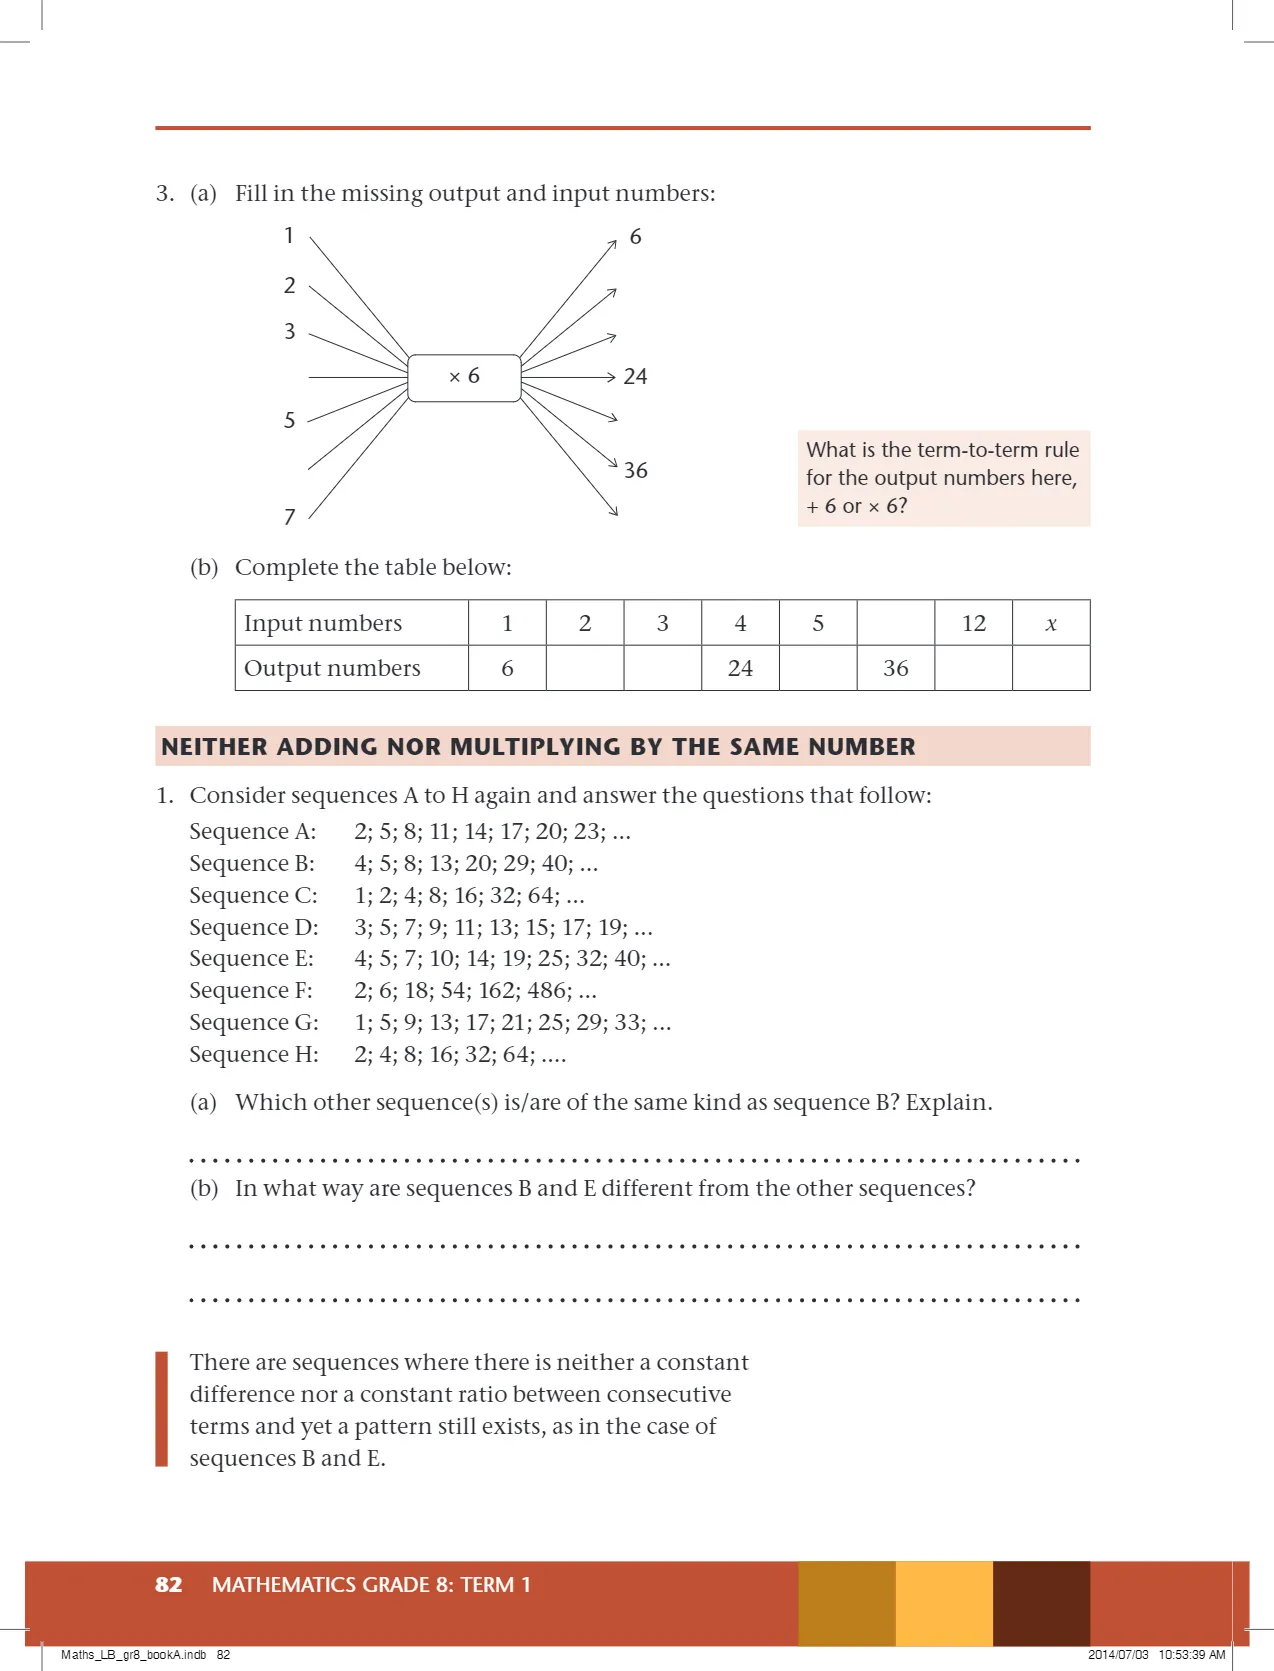 3. (a) Fill in the missing output and input numbers:
1
2
3
5
7
× 6
6
24
36
What is the term-to-term rule
for the output numbers here,
+ 6 or × 6?
(b) Complete the table below:
Input numbers 1 2 3 4 5 12 x
Output numbers 6 24 36
NEITHER ADDING NOR MULTIPLYING BY THE SAME NUMBER
1. Consider sequences A to H again and answer the questions that follow:
Sequence A: 2; 5; 8; 11; 14; 17; 20; 23; ...
Sequence B: 4; 5; 8; 13; 20; 29; 40; ...
Sequence C: 1; 2; 4; 8; 16; 32; 64; ...
Sequence D: 3; 5; 7; 9; 11; 13; 15; 17; 19; ...
Sequence E: 4; 5; 7; 10; 14; 19; 25; 32; 40; ...
Sequence F: 2; 6; 18; 54; 162; 486; ...
Sequence G: 1; 5; 9; 13; 17; 21; 25; 29; 33; ...
Sequence H: 2; 4; 8; 16; 32; 64; ....
(a) Which other sequence(s) is/are of the same kind as sequence B? Explain.
(b) In what way are sequences B and E different from the other sequences?
There are sequences where there is neither a constant
difference nor a constant ratio between consecutive
terms and yet a pattern still exists, as in the case of
sequences B and E.
82 MATHEMATICS GRADE 8: TERM 1
Maths_LB_gr8_bookA.indb 82
2014/07/03 10:53:39 AM